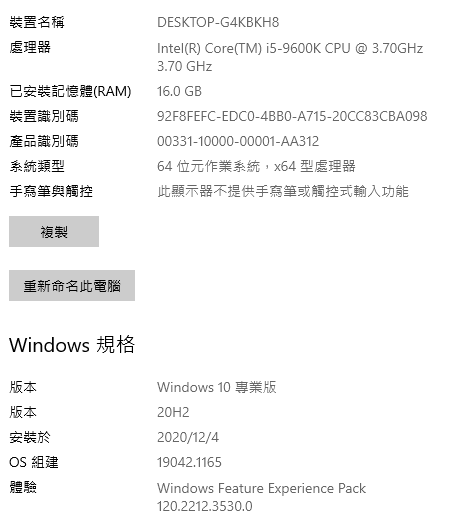 裝置名稱 DESKTOP-G4KBKH8
處理器 Intel(R) Core(TM) i5-9600K CPU @ 3.70GHz
3.70 GHz
已安裝記憶體(RAM) 16.0 GB
裝置識別碼 92F8FEFC-EDC0-4BB0-A715-20CC83CBA098
產品識別碼 00331-10000-00001-AA312
系統類型 64 位元作業系統，x64 型處理器
手寫筆與觸控 此顯示器不提供手寫筆或觸控式輸入功能
複製
重新命名此電腦
Windows 規格
版本 Windows 10 專業版
版本 20H2
安裝於 2020/12/4
OS 組建 19042.1165
體驗 Windows Feature Experience Pack
120.2212.3530.0